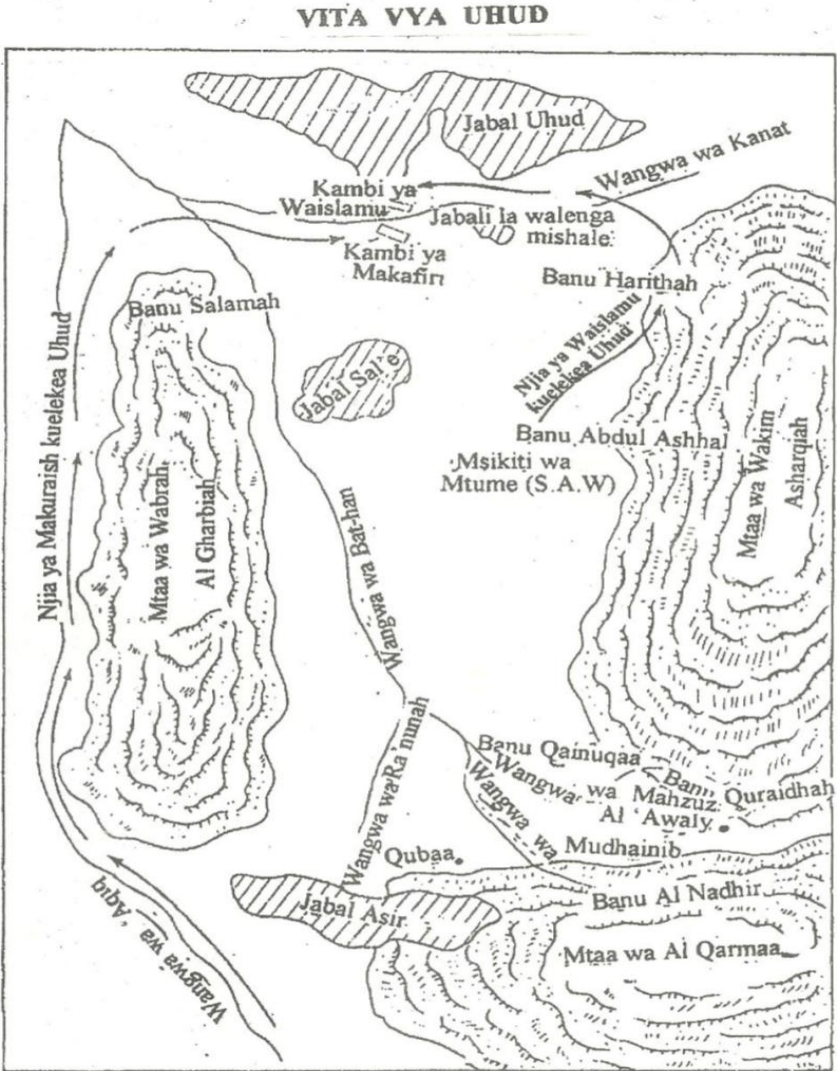 VITA VYA UHUD
Jabal Uhud
Wangwa wa Kanat
Kambi ya
Waislamu
Jabali la walenga
mishale
Kambi ya
Makafiri
Banu Harithah
Banu Salamah
Njia ya Waislamu
kuelekea Uhud
Njia ya Makuraish kuelekea Uhud
Jabal Sal'e
Banu Abdul Ashhal
Msikiti wa
Mtume (S.A.W)
Mtaa wa Wakim
Asharqiah
Mtaa wa Wabrah
Al Gharbiah
Wangwa wa Bat-han
Wangwa wa Ra'nunah
Banu Qainuqaa
Banu Quraidhah
Wangwa wa Mahzuz
Al 'Awaly
Wangwa wa Mudhainib
Qubaa
Banu Al Nadhir
Jabal Asir
Mtaa wa Al Qarmaa
Wangwa wa 'Aqiq